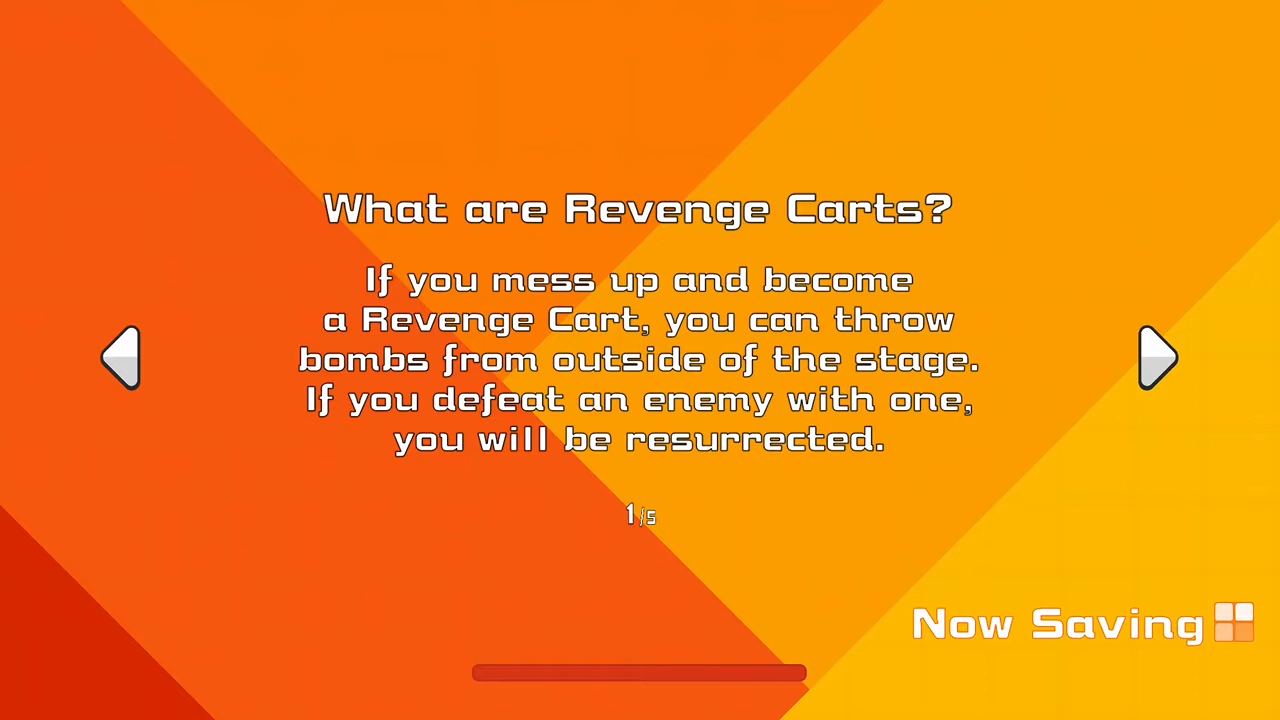 What are Revenge Carts?
If you mess up and become
a Revenge Cart, you can throw
bombs from outside of the stage.
If you defeat an enemy with one,
you will be resurrected.
1/5
Now Saving